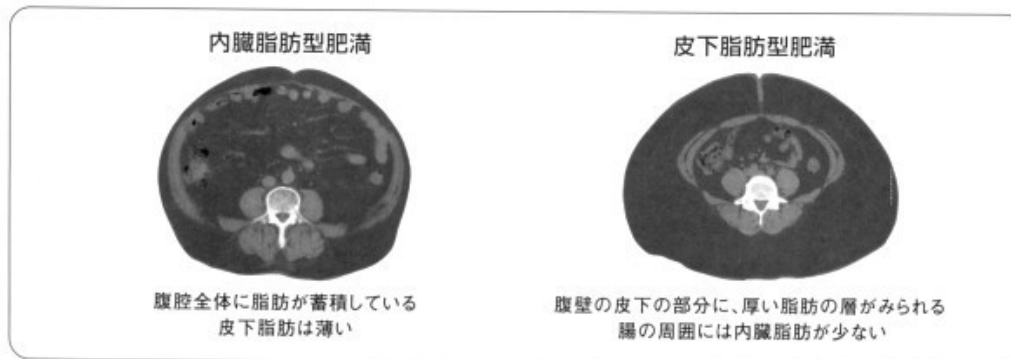 内臓脂肪型肥満
腹腔全体に脂肪が蓄積している
皮下脂肪は薄い
皮下脂肪型肥満
腹壁の皮下の部分に、厚い脂肪の層がみられる
腸の周囲には内臓脂肪が少ない